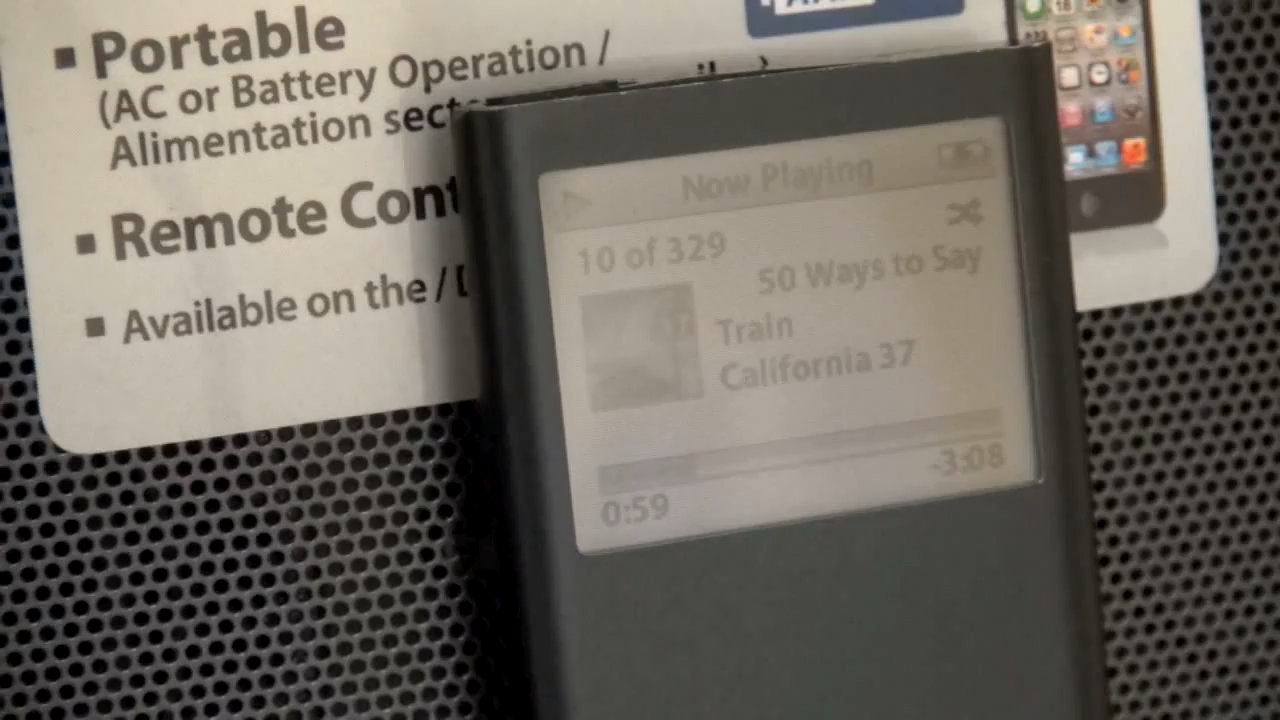 Portable
(AC or Battery Operation /
Alimentation sect
Remote Cont
Available on the /
Now Playing
10 of 329
50 Ways to Say
Train
California 37
0:59
-3:08